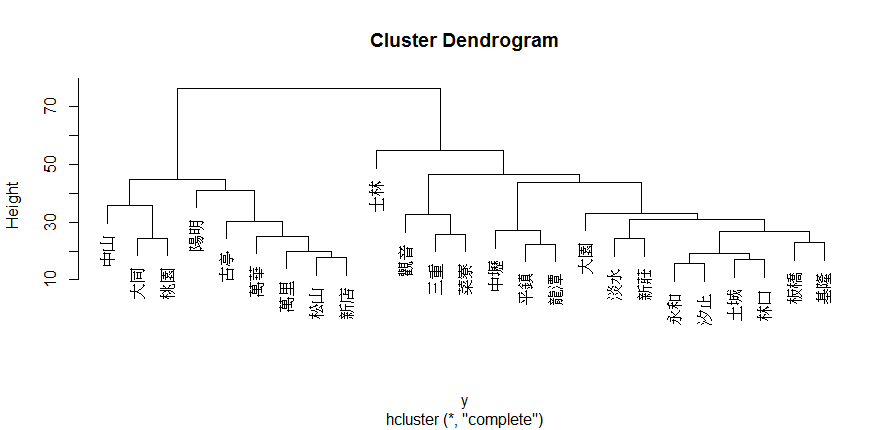 Cluster Dendrogram
Height
70
50
30
10
中山
大同
桃園
陽明
古亭
萬華
萬里
松山
新店
士林
觀音
三重
菜寮
中壢
平鎮
龍潭
大園
淡水
新莊
永和
汐止
土城
林口
板橋
基隆
y
hcluster (*, "complete")